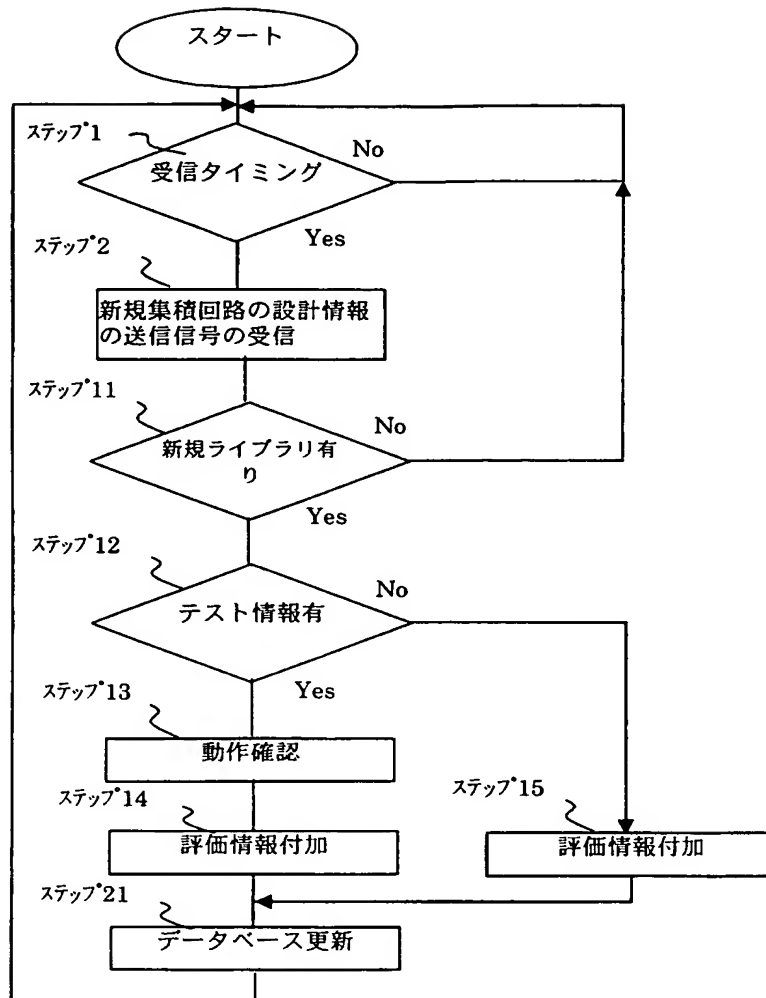 スタート
ステップ1
受信タイミング
No
Yes
ステップ2
新規集積回路の設計情報
の送信信号の受信
ステップ11
新規ライブラリ有
り
No
Yes
ステップ12
テスト情報有
No
Yes
ステップ13
動作確認
ステップ14
評価情報付加
ステップ15
評価情報付加
ステップ21
データベース更新